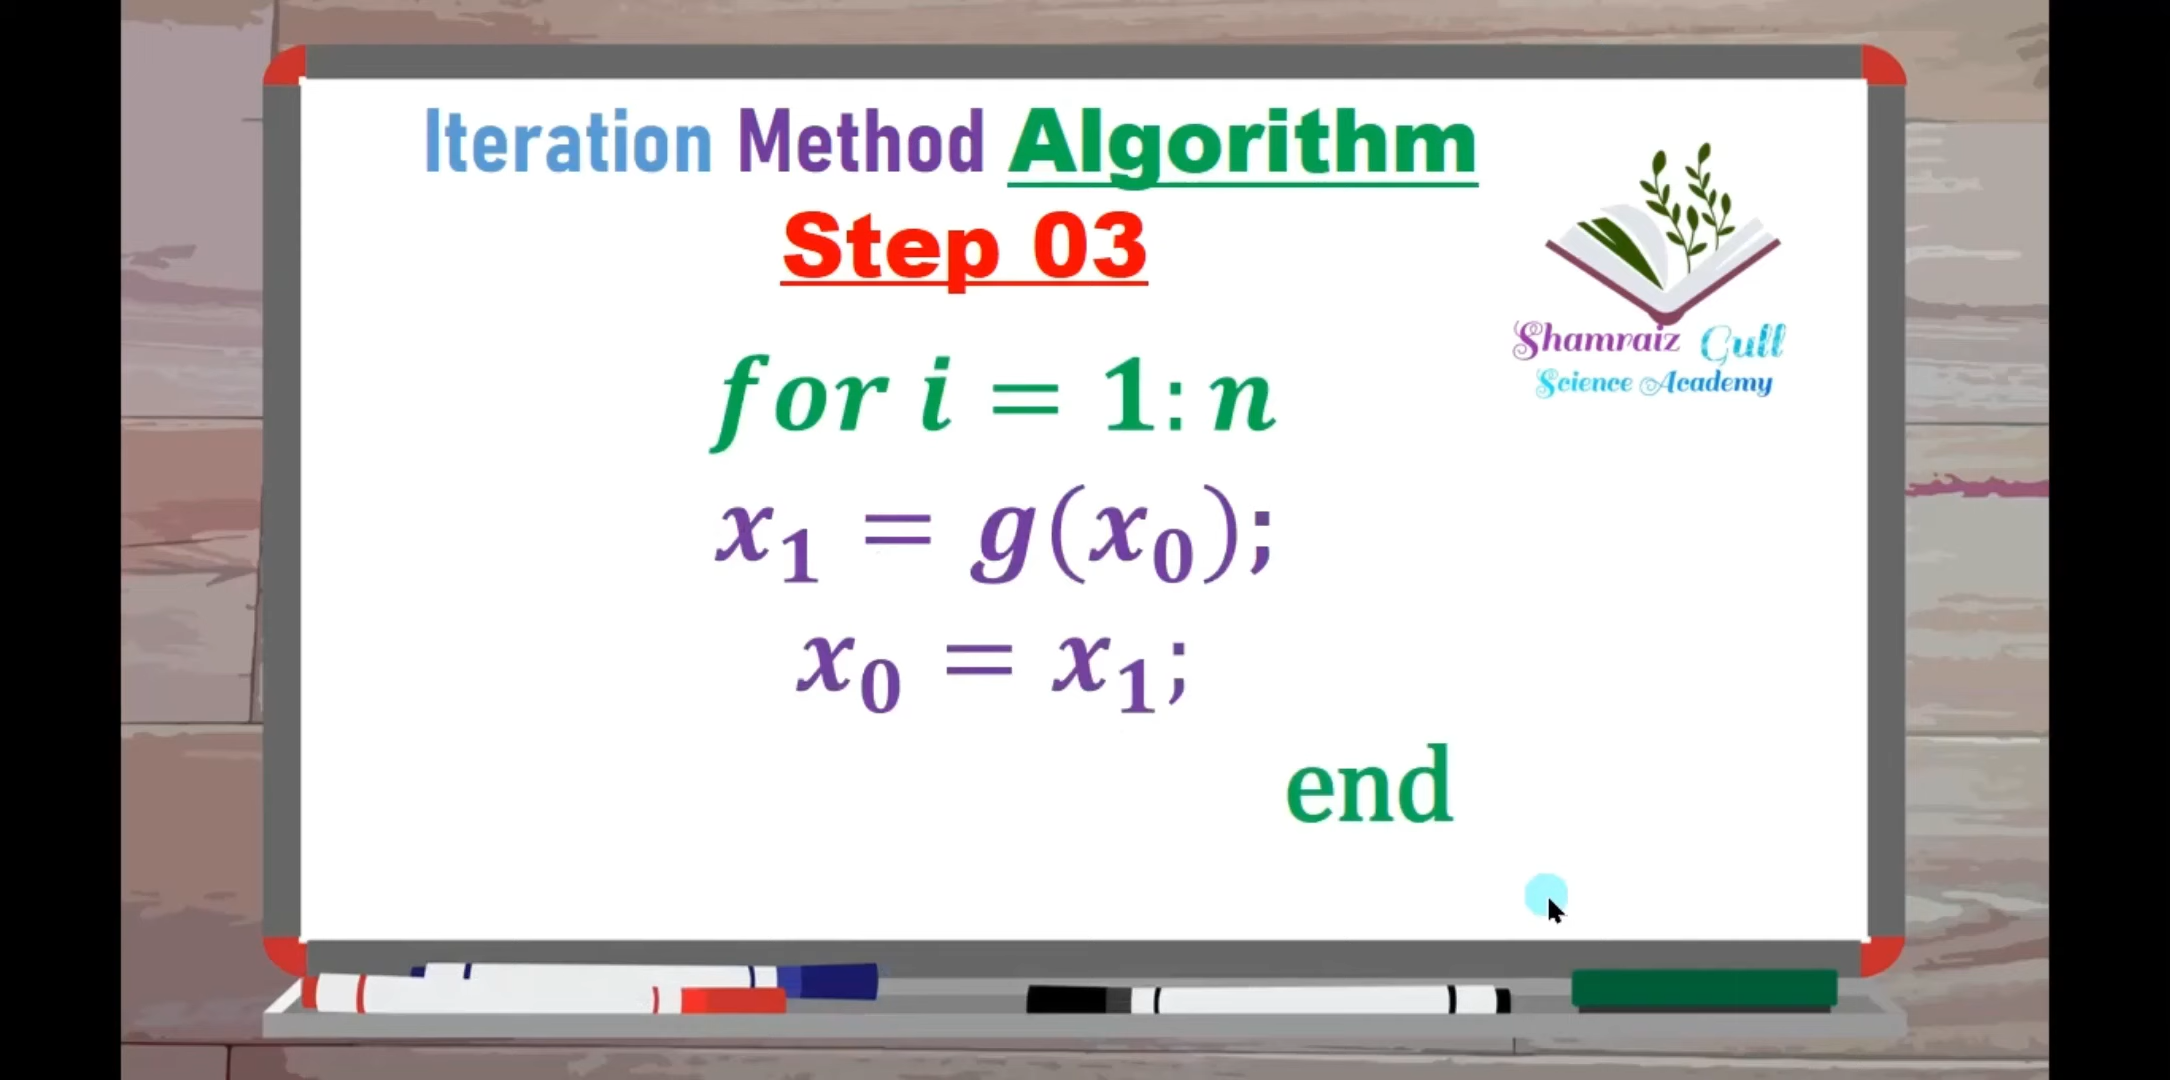 Iteration Method Algorithm
Step 03
Shamraiz Gull
Science Academy
for i = 1: n
x₁ = g(x₀);
x₀ = x₁;
end